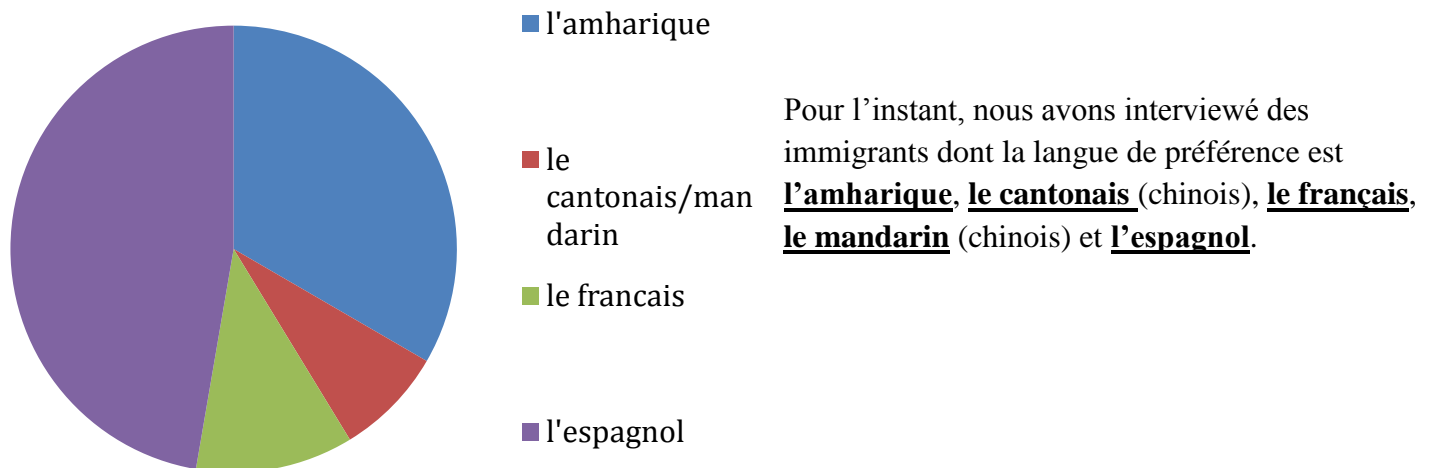 l'amharique
le
cantonais/man
darin
le francais
l'espagnol
Pour l’instant, nous avons interviewé des
immigrants dont la langue de préférence est
l’amharique, le cantonais (chinois), le français,
le mandarin (chinois) et l’espagnol.